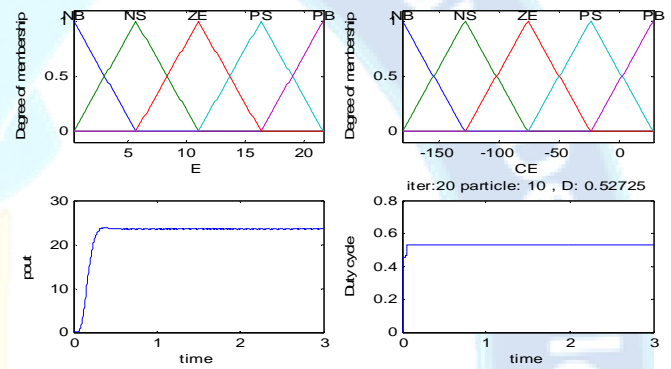 NB NS ZE PS PB
1
0.5
0
Degree of membership
5 10 15 20
E
NB NS ZE PS PB
1
0.5
0
Degree of membership
-150 -100 -50 0
CE
30
20
10
0
pout
0 1 2 3
time
iter:20 particle: 10 , D: 0.52725
0.8
0.6
0.4
0.2
0
Duty cycle
0 1 2 3
time